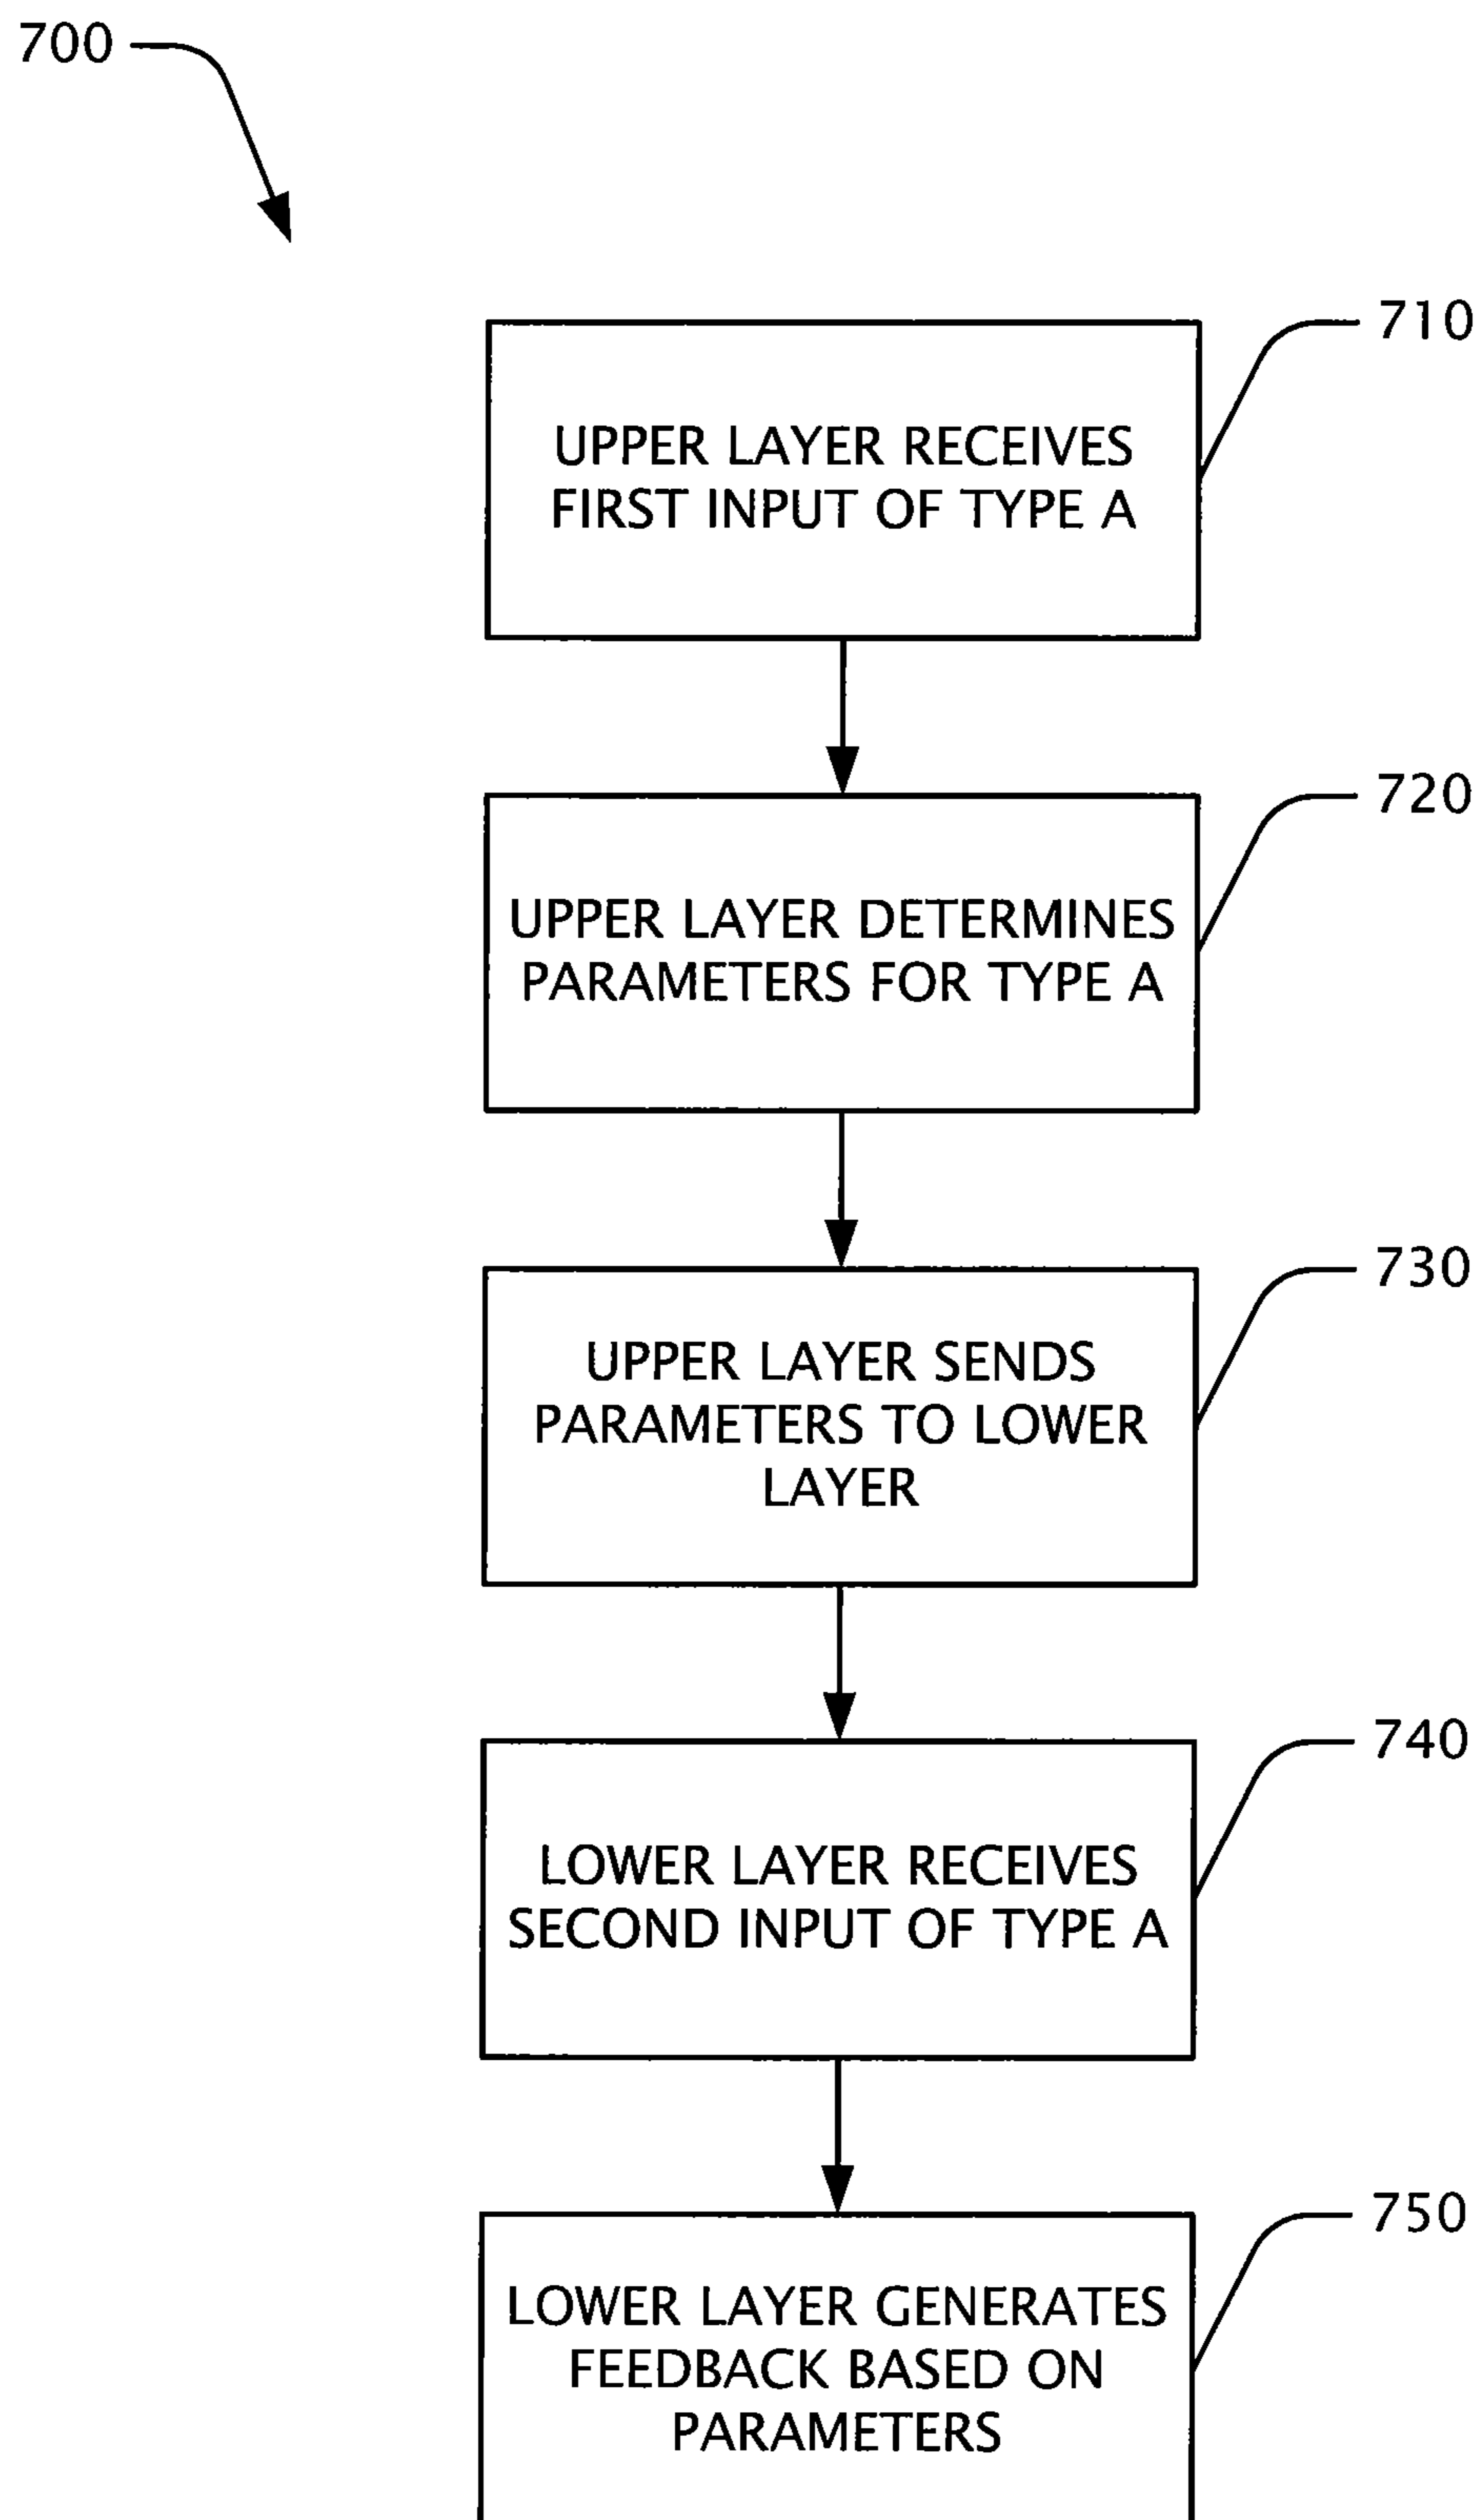 700
710
UPPER LAYER RECEIVES
FIRST INPUT OF TYPE A
720
UPPER LAYER DETERMINES
PARAMETERS FOR TYPE A
730
UPPER LAYER SENDS
PARAMETERS TO LOWER
LAYER
740
LOWER LAYER RECEIVES
SECOND INPUT OF TYPE A
750
LOWER LAYER GENERATES
FEEDBACK BASED ON
PARAMETERS